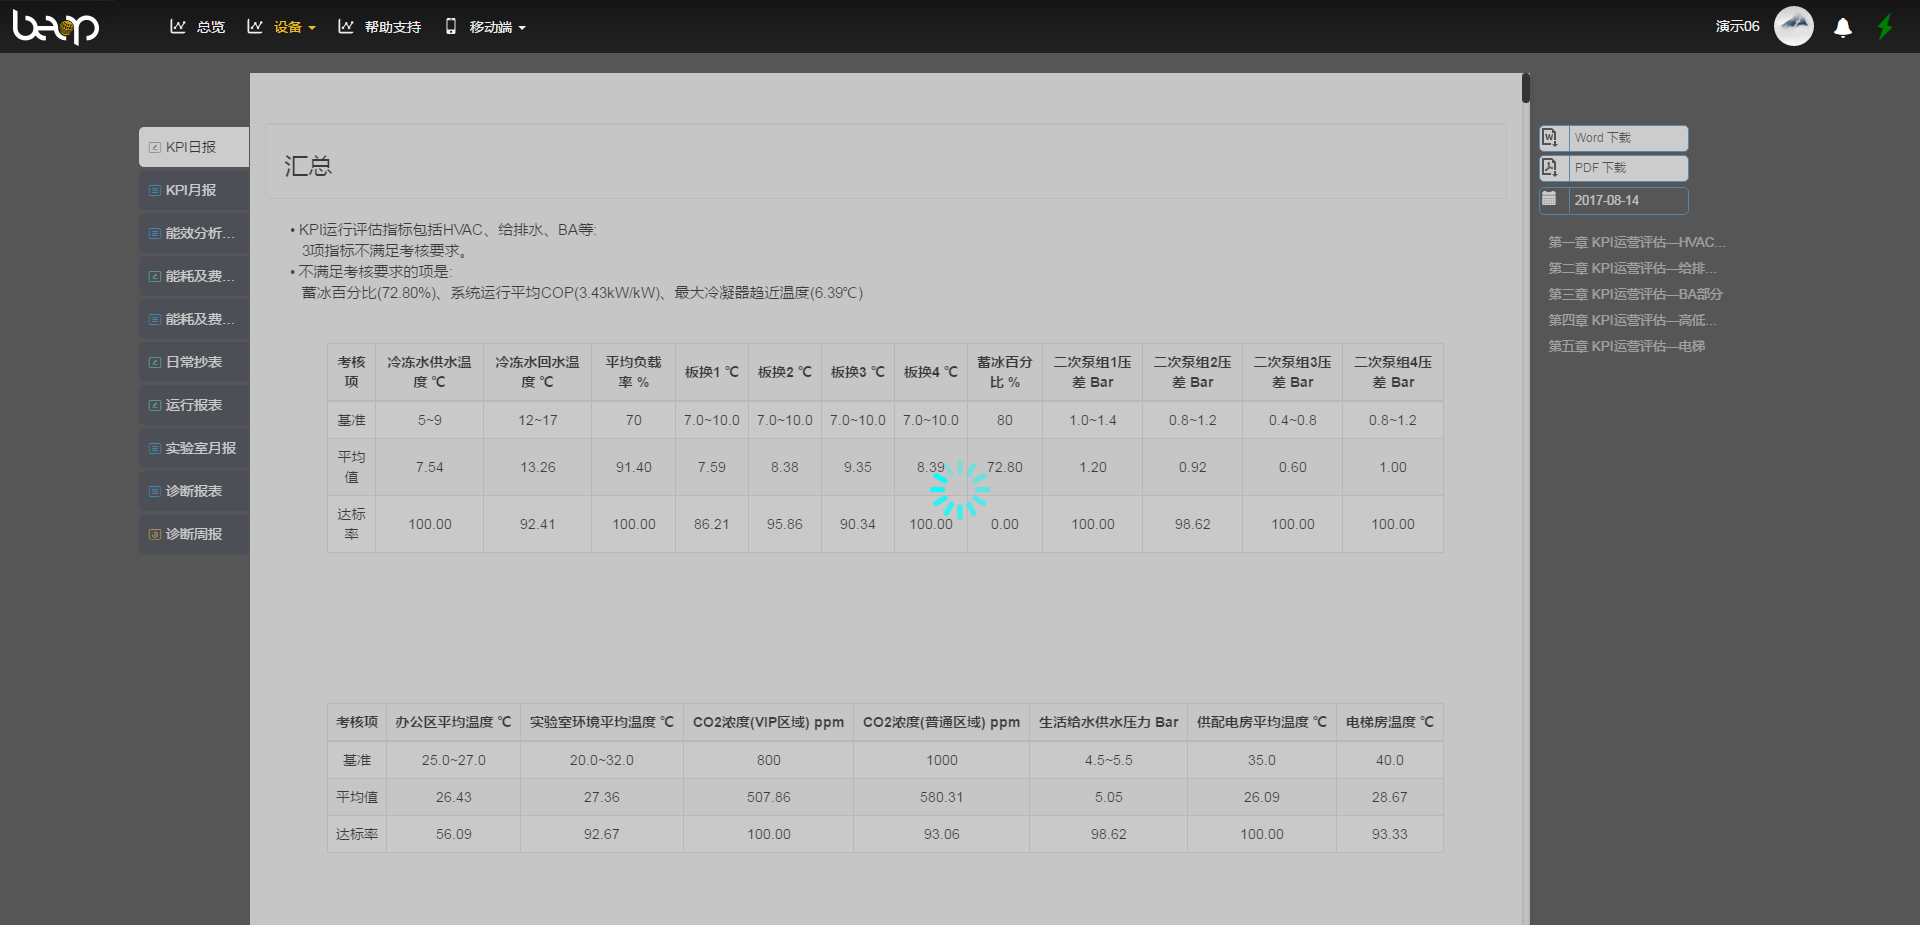 beop
总览
设备
帮助支持
移动端
演示06
KPI日报
KPI月报
能效分析...
能耗及费...
能耗及费...
日常抄表
运行报表
实验室月报
诊断报表
诊断周报
汇总
• KPI运行评估指标包括HVAC、给排水、BA等:
3项指标不满足考核要求。
• 不满足考核要求的项是:
蓄冰百分比(72.80%)、系统运行平均COP(3.43kW/kW)、最大冷凝器趋近温度(6.39℃)
考核项 冷冻水供水温度 ℃ 冷冻水回水温度 ℃ 平均负载率 % 板换1 ℃ 板换2 ℃ 板换3 ℃ 板换4 ℃ 蓄冰百分比 % 二次泵组1压差 Bar 二次泵组2压差 Bar 二次泵组3压差 Bar 二次泵组4压差 Bar
基准 5~9 12~17 70 7.0~10.0 7.0~10.0 7.0~10.0 7.0~10.0 80 1.0~1.4 0.8~1.2 0.4~0.8 0.8~1.2
平均值 7.54 13.26 91.40 7.59 8.38 9.35 8.39 72.80 1.20 0.92 0.60 1.00
达标率 100.00 92.41 100.00 86.21 95.86 90.34 100.00 0.00 100.00 98.62 100.00 100.00
考核项 办公区平均温度 ℃ 实验室环境平均温度 ℃ CO2浓度(VIP区域) ppm CO2浓度(普通区域) ppm 生活给水供水压力 Bar 供配电房平均温度 ℃ 电梯房温度 ℃
基准 25.0~27.0 20.0~32.0 800 1000 4.5~5.5 35.0 40.0
平均值 26.43 27.36 507.86 580.31 5.05 26.09 28.67
达标率 56.09 92.67 100.00 93.06 98.62 100.00 93.33
Word 下载
PDF 下载
2017-08-14
第一章 KPI运营评估—HVAC...
第二章 KPI运营评估—给排...
第三章 KPI运营评估—BA部分
第四章 KPI运营评估—高低...
第五章 KPI运营评估—电梯